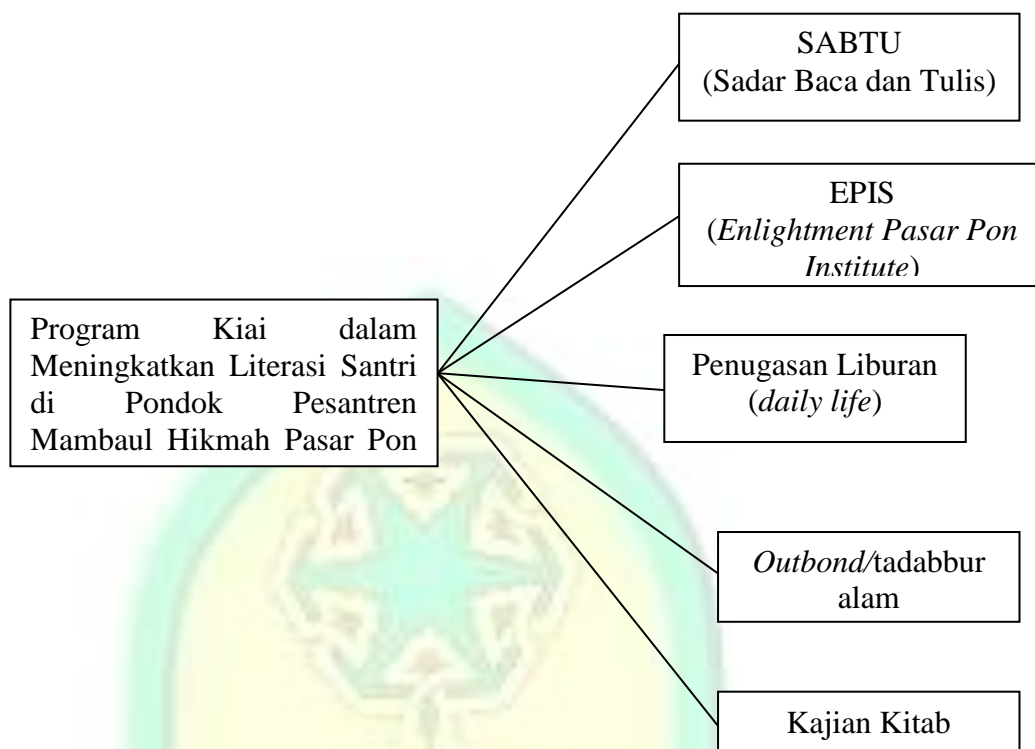 SABTU
(Sadar Baca dan Tulis)
EPIS
(Enlightment Pasar Pon
Institute)
Program Kiai dalam
Meningkatkan Literasi Santri
di Pondok Pesantren
Mambaul Hikmah Pasar Pon
Penugasan Liburan
(daily life)
Outbond/tadabbur
alam
Kajian Kitab